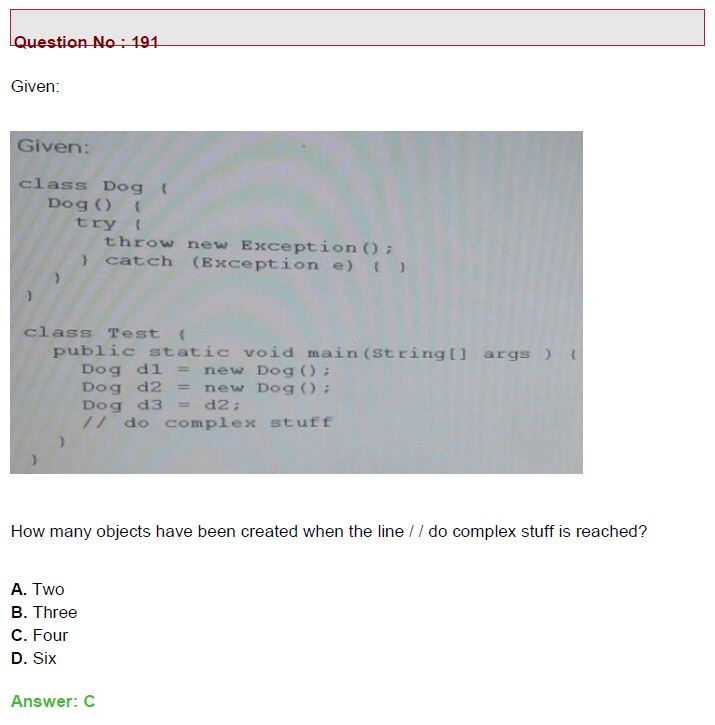 Question No : 191
Given:
Given:
class Dog {
Dog() {
try {
throw new Exception();
} catch (Exception e) { }
}
}
class Test {
public static void main(String[] args ) {
Dog d1 = new Dog();
Dog d2 = new Dog();
Dog d3 = d2;
// do complex stuff
}
}
How many objects have been created when the line / / do complex stuff is reached?
A. Two
B. Three
C. Four
D. Six
Answer: C